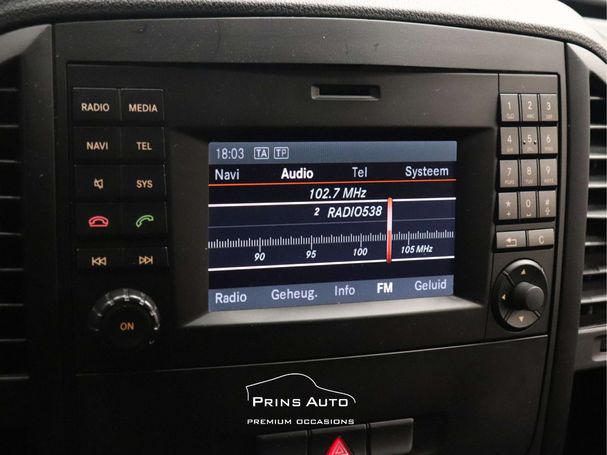 RADIO MEDIA
NAVI TEL
SYS
ON
18:03 TA TP
Navi Audio Tel Systeem
102.7 MHz
2 RADIO538
90 95 100 105 MHz
Radio Geheug. Info FM Geluid
1 2 3
4 5 6
7 8 9
* 0 #
C
PRINS AUTO
PREMIUM OCCASIONS